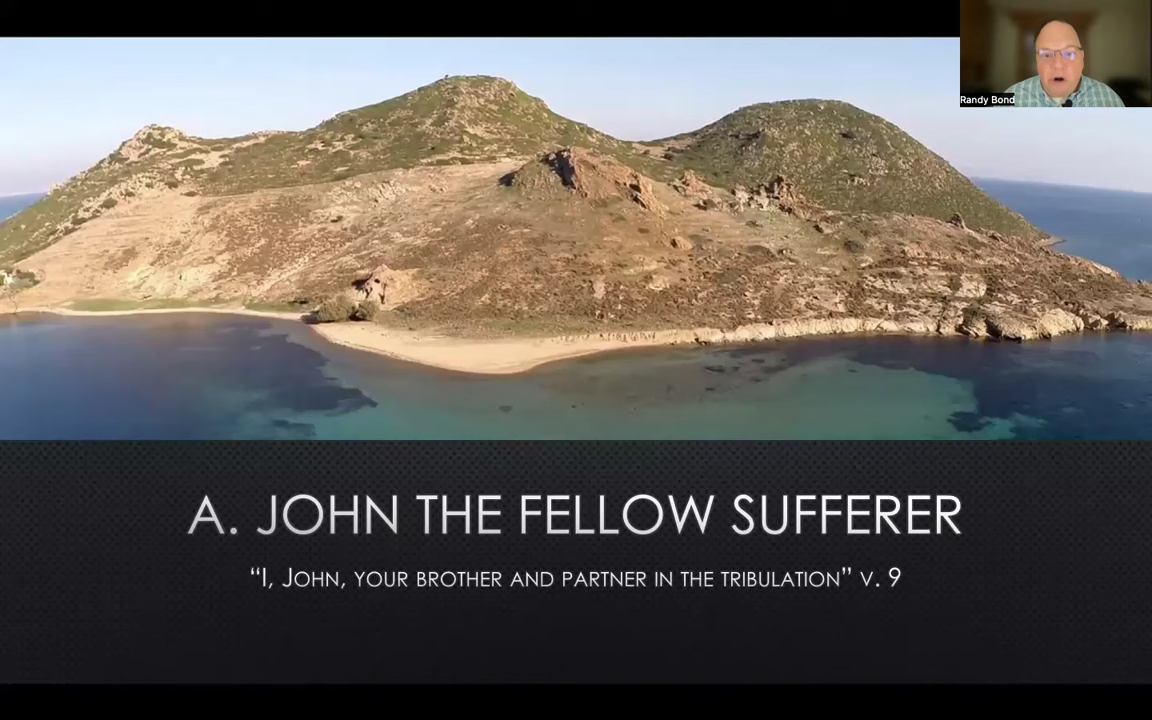 Randy Bond
A. JOHN THE FELLOW SUFFERER
“I, JOHN, YOUR BROTHER AND PARTNER IN THE TRIBULATION” V. 9